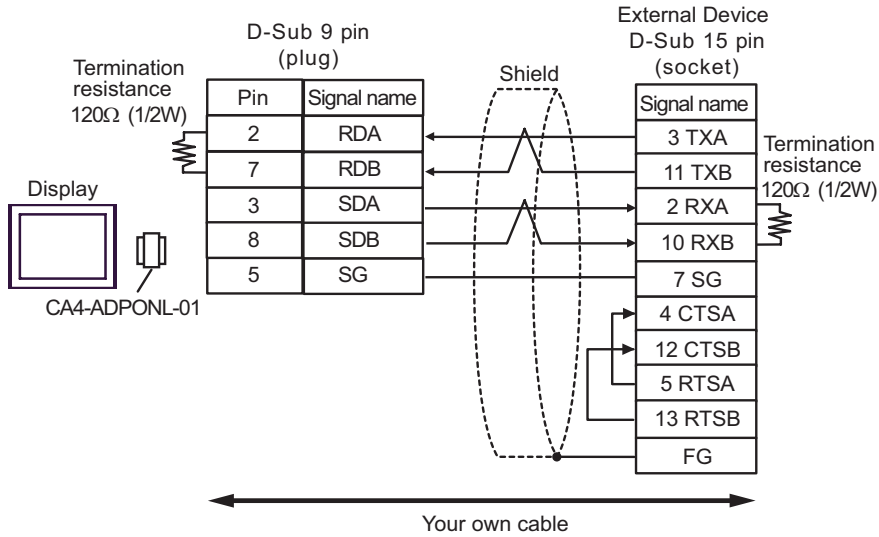 External Device
D-Sub 15 pin
(socket)
D-Sub 9 pin
(plug)
Shield
Termination
resistance
120Ω (1/2W)
Pin Signal name
2 RDA
7 RDB
3 SDA
8 SDB
5 SG
Signal name
3 TXA
11 TXB
2 RXA
10 RXB
7 SG
4 CTSA
12 CTSB
5 RTSA
13 RTSB
FG
Termination
resistance
120Ω (1/2W)
Display
CA4-ADPONL-01
Your own cable